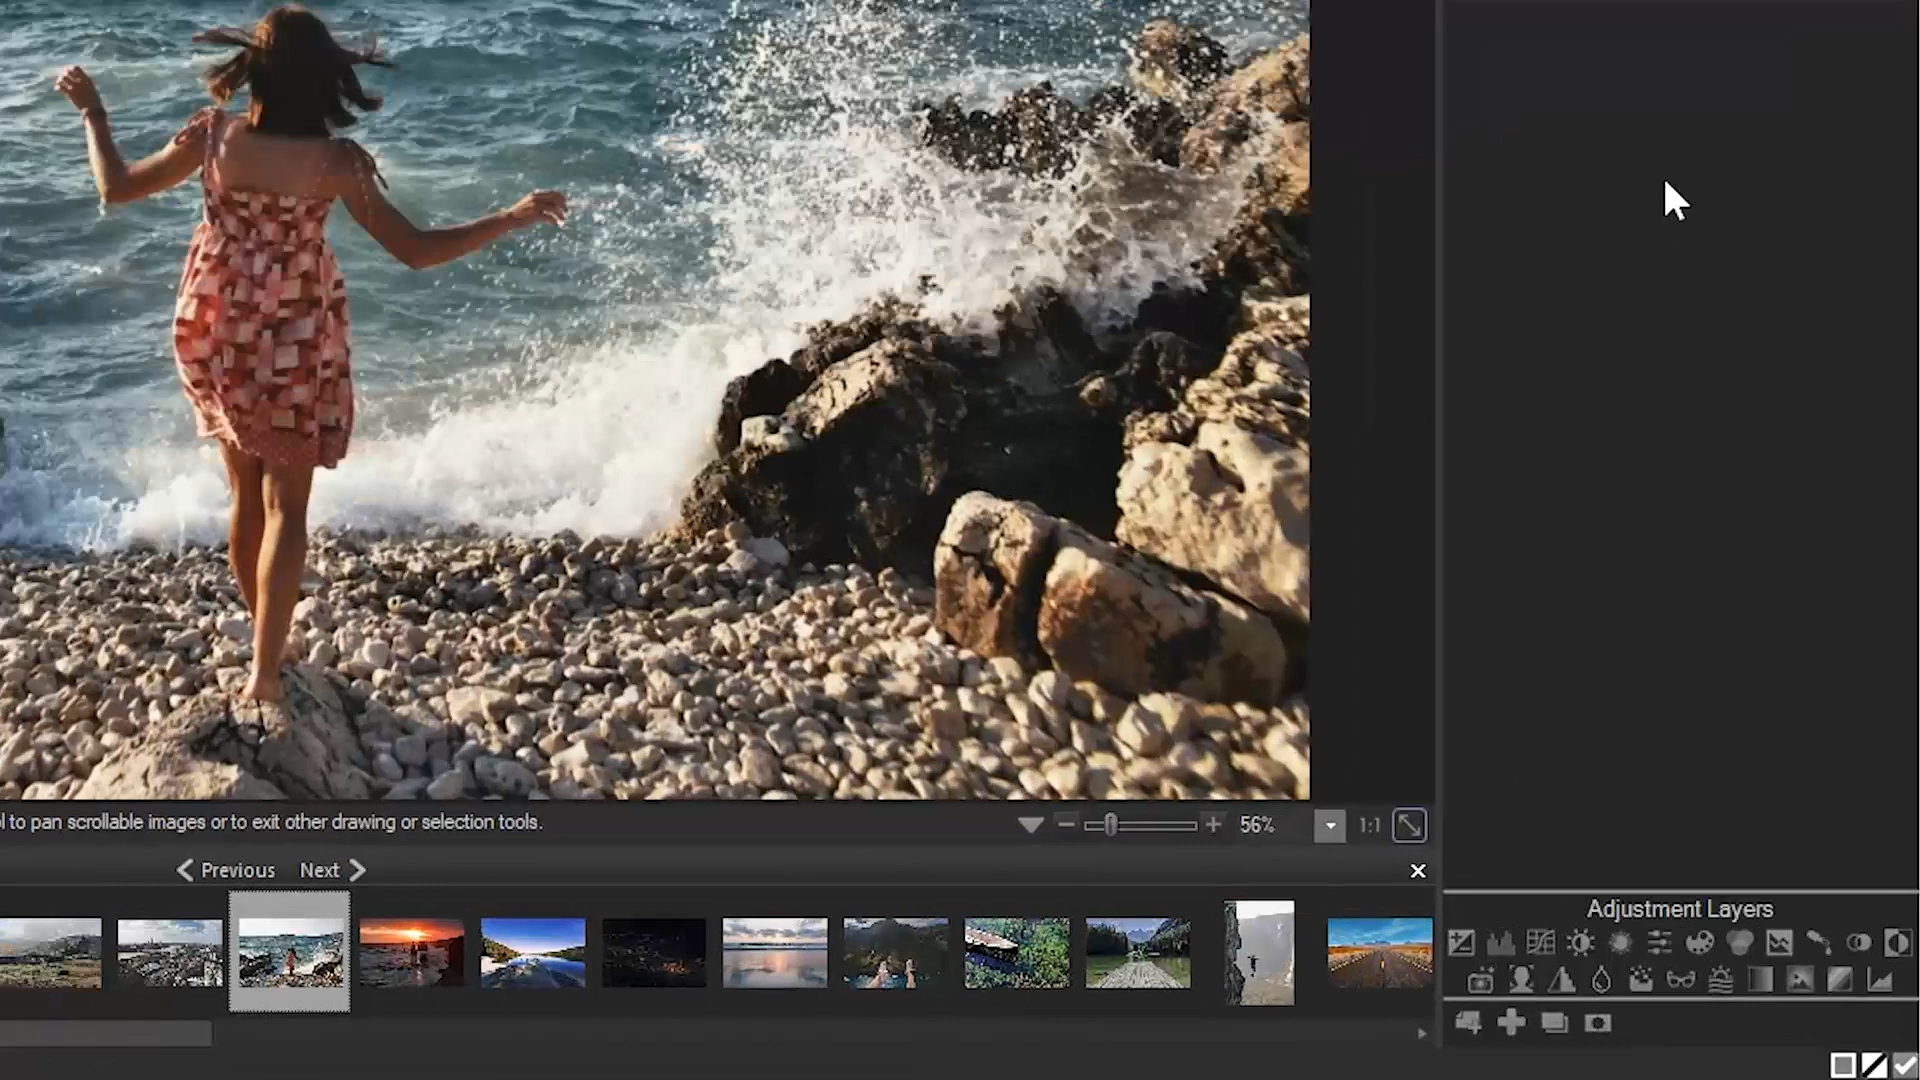 l to pan scrollable images or to exit other drawing or selection tools.
56%
1:1
Previous
Next
Adjustment Layers